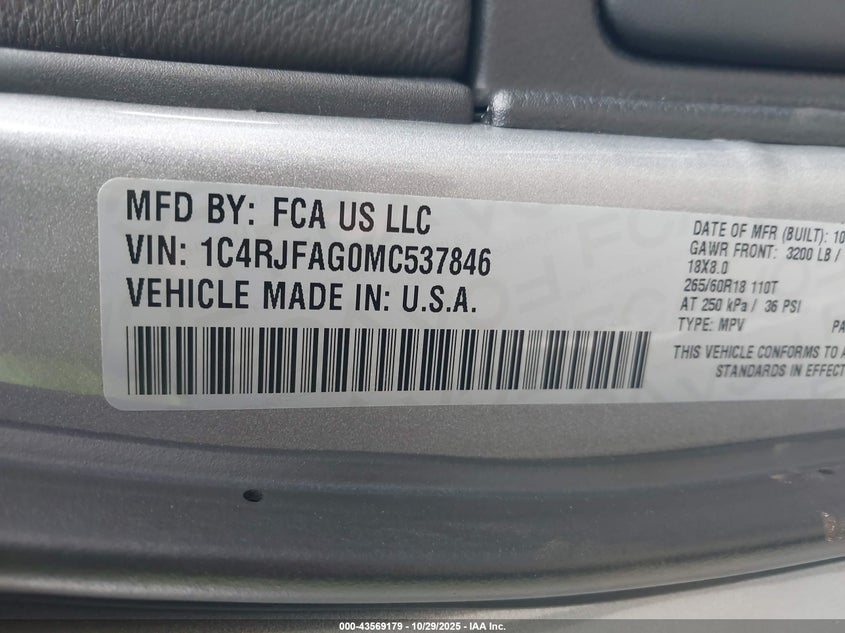 MFD BY: FCA US LLC
VIN: 1C4RJFAG0MC537846
VEHICLE MADE IN: U.S.A.
DATE OF MFR (BUILT): 10
GAWR FRONT: 3200 LB /
18X8.0
265/60R18 110T
AT 250 kPa / 36 PSI
TYPE: MPV PA
THIS VEHICLE CONFORMS TO A
STANDARDS IN EFFECT
000-43569179 | 10/29/2025 - IAA Inc.